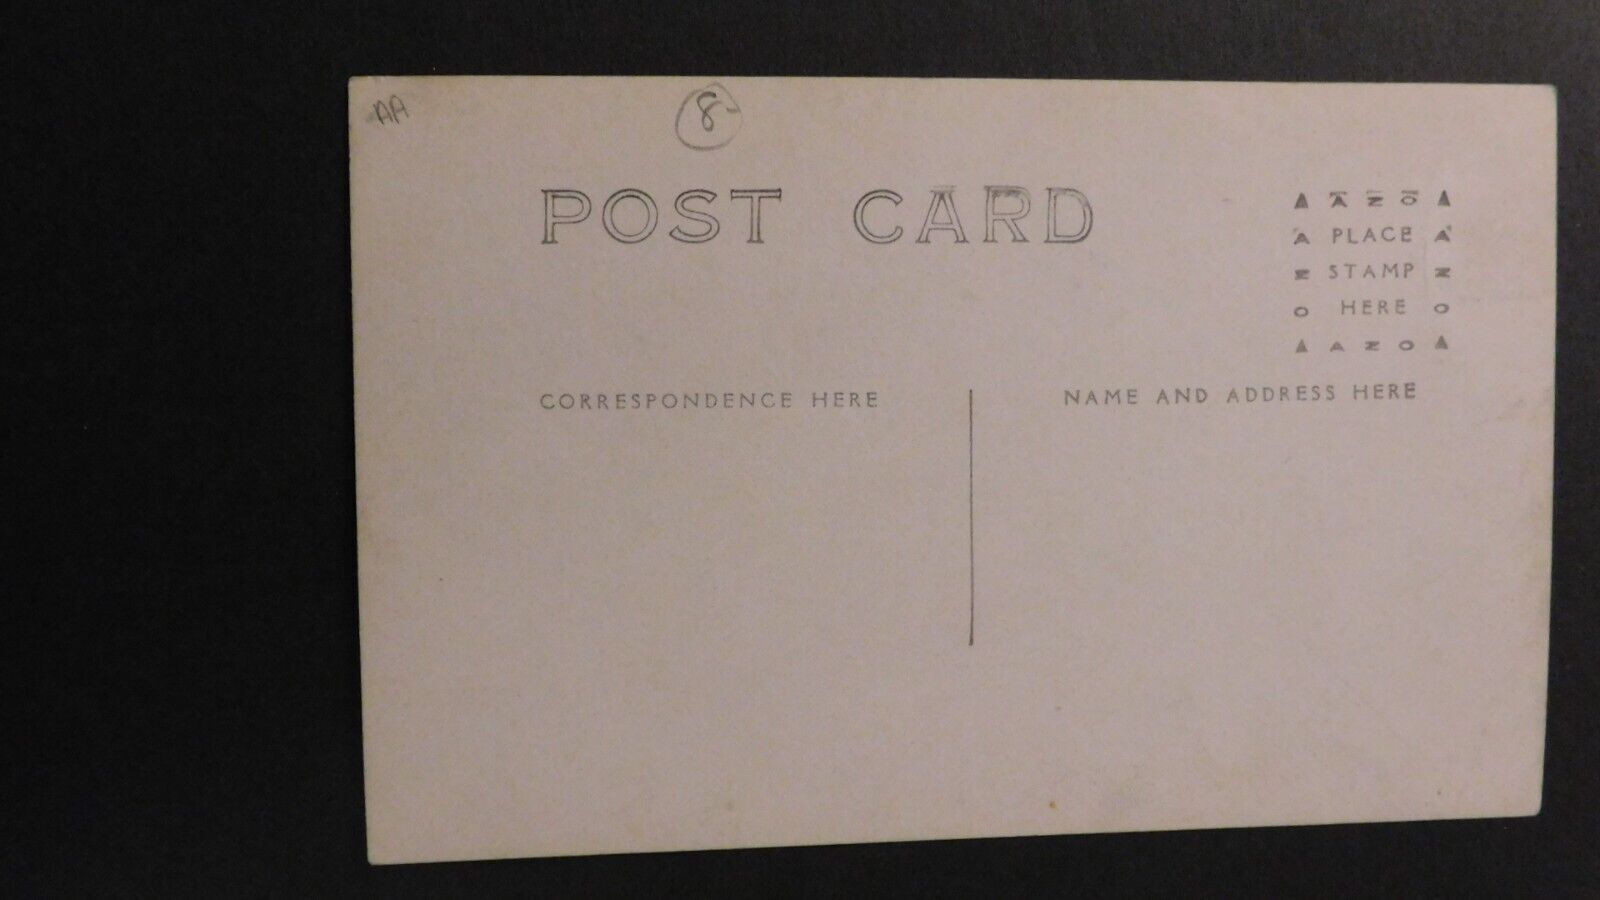 AA
8
POST CARD
▲ AZO ▲
A PLACE A
Z STAMP Z
O HERE O
▲ AZO ▲
CORRESPONDENCE HERE
NAME AND ADDRESS HERE